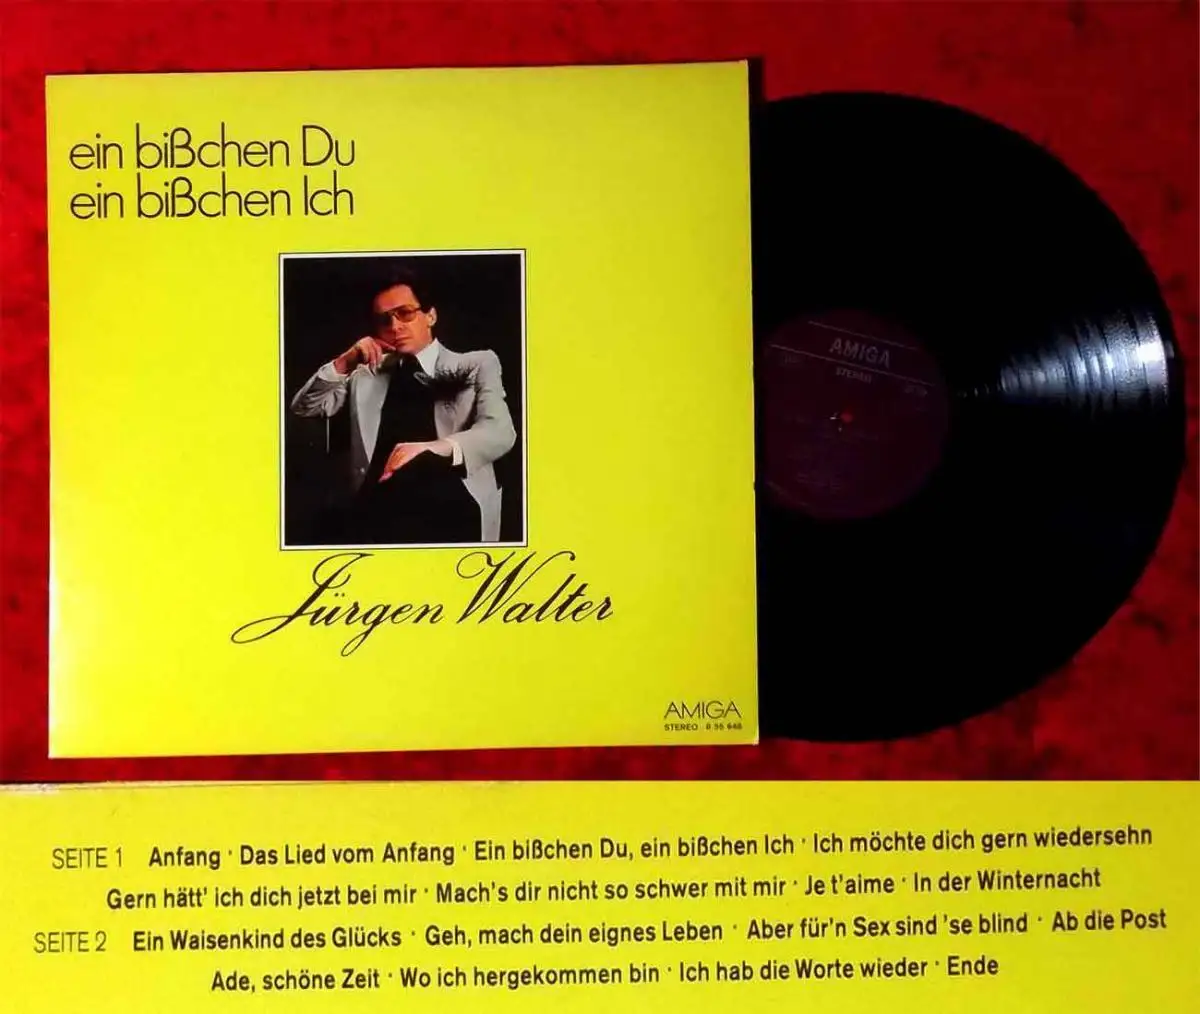 ein bißchen Du
ein bißchen Ich
Jürgen Walter
AMIGA
STEREO 8 55 648
AMIGA
STEREO
SEITE 1 Anfang · Das Lied vom Anfang · Ein bißchen Du, ein bißchen Ich · Ich möchte dich gern wiedersehn
Gern hätt' ich dich jetzt bei mir · Mach's dir nicht so schwer mit mir · Je t'aime · In der Winternacht
SEITE 2 Ein Waisenkind des Glücks · Geh, mach dein eignes Leben · Aber für'n Sex sind 'se blind · Ab die Post
Ade, schöne Zeit · Wo ich hergekommen bin · Ich hab die Worte wieder · Ende